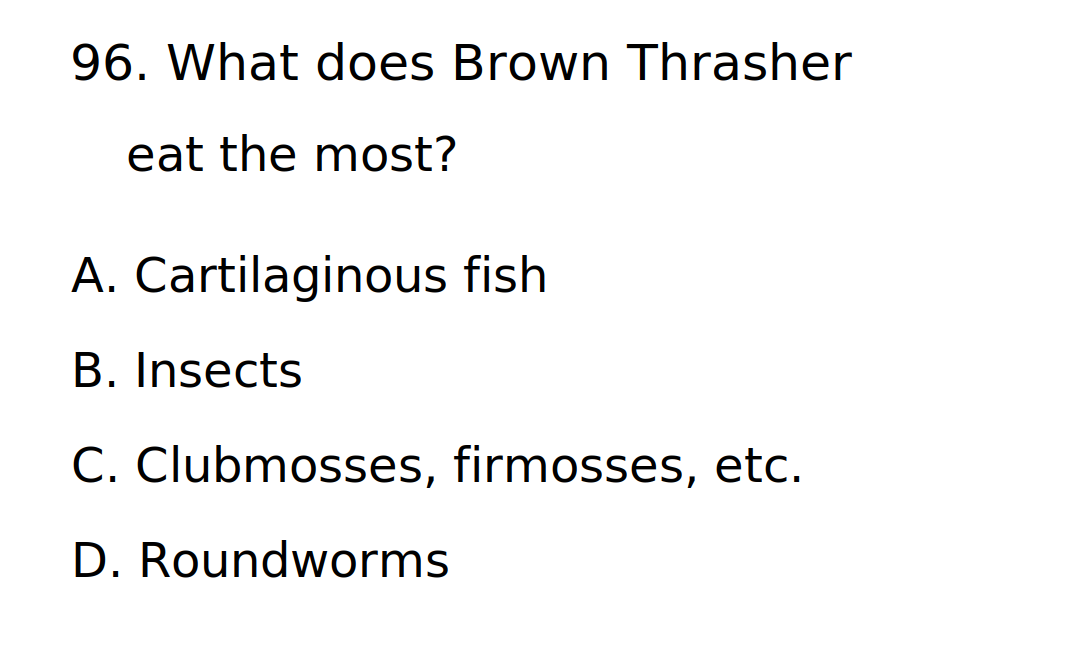 96. What does Brown Thrasher
eat the most?
A. Cartilaginous fish
B. Insects
C. Clubmosses, firmosses, etc.
D. Roundworms